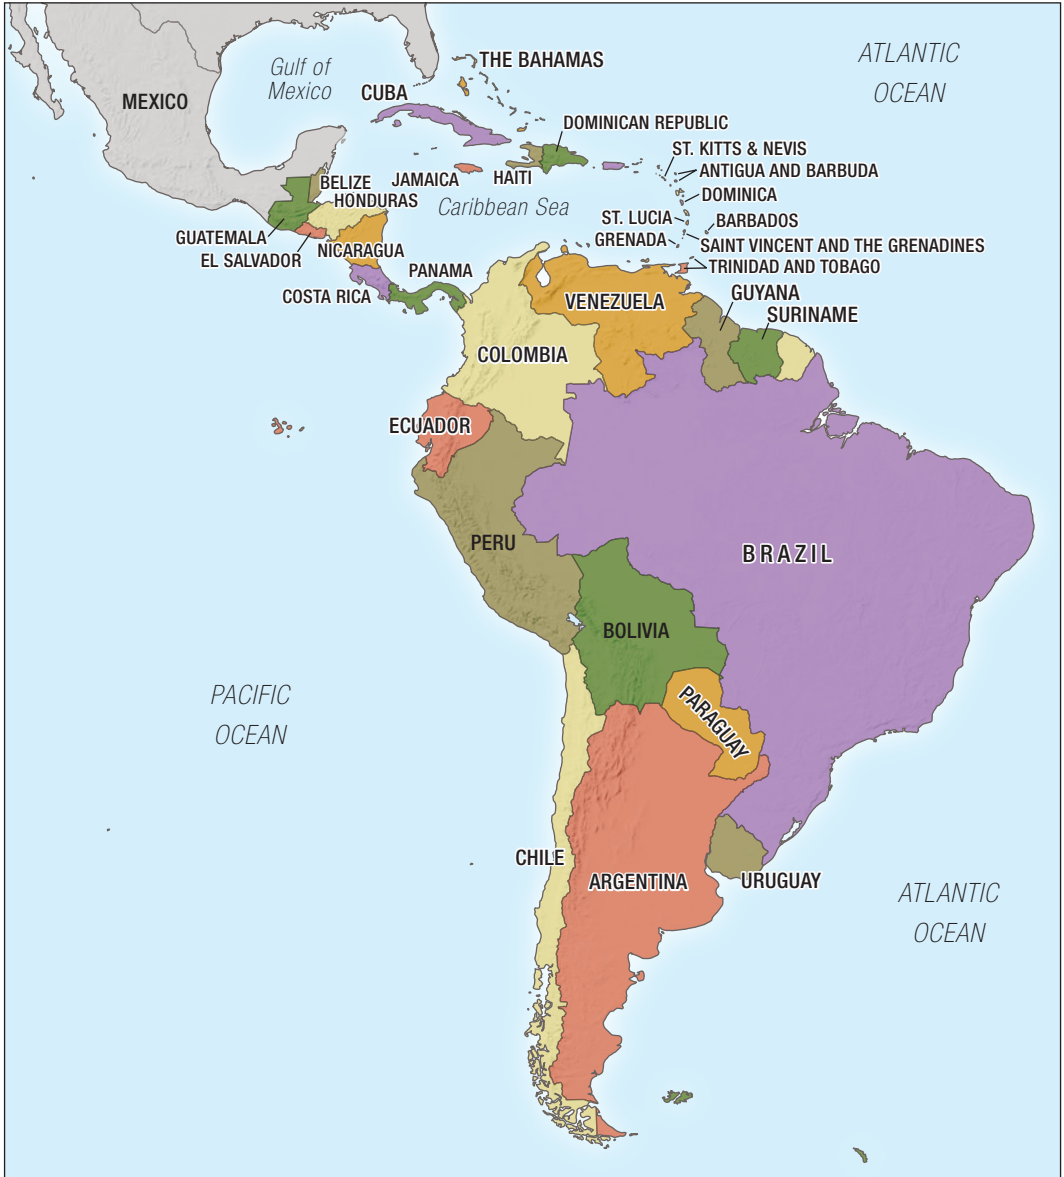 ATLANTIC
OCEAN
Gulf of
Mexico
THE BAHAMAS
MEXICO
CUBA
DOMINICAN REPUBLIC
ST. KITTS & NEVIS
ANTIGUA AND BARBUDA
BELIZE
JAMAICA
HAITI
DOMINICA
HONDURAS
Caribbean Sea
ST. LUCIA
BARBADOS
GUATEMALA
NICARAGUA
GRENADA
SAINT VINCENT AND THE GRENADINES
EL SALVADOR
TRINIDAD AND TOBAGO
PANAMA
COSTA RICA
VENEZUELA
GUYANA
SURINAME
COLOMBIA
ECUADOR
PERU
BRAZIL
BOLIVIA
PACIFIC
OCEAN
PARAGUAY
CHILE
ARGENTINA
URUGUAY
ATLANTIC
OCEAN